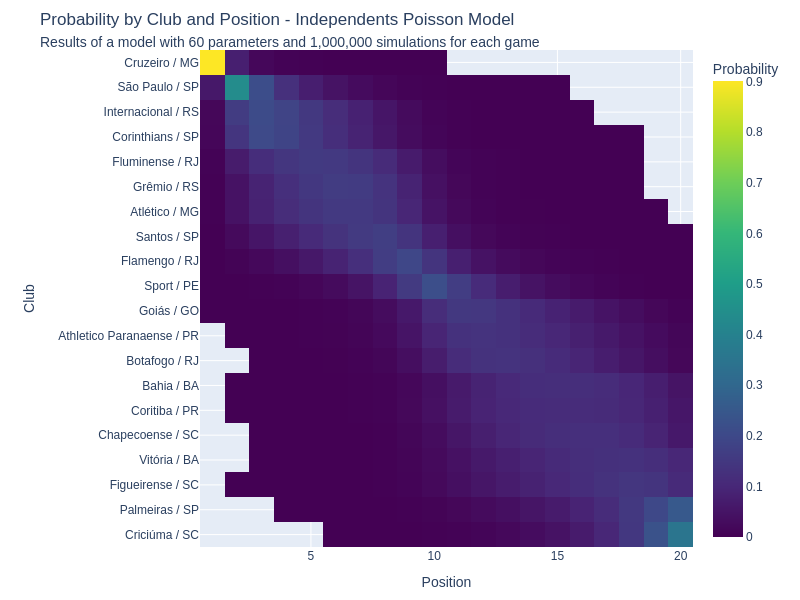 Probability by Club and Position - Independents Poisson Model
Results of a model with 60 parameters and 1,000,000 simulations for each game
Club
Cruzeiro / MG
São Paulo / SP
Internacional / RS
Corinthians / SP
Fluminense / RJ
Grêmio / RS
Atlético / MG
Santos / SP
Flamengo / RJ
Sport / PE
Goiás / GO
Athletico Paranaense / PR
Botafogo / RJ
Bahia / BA
Coritiba / PR
Chapecoense / SC
Vitória / BA
Figueirense / SC
Palmeiras / SP
Criciúma / SC
5 10 15 20
Position
Probability
0.9
0.8
0.7
0.6
0.5
0.4
0.3
0.2
0.1
0